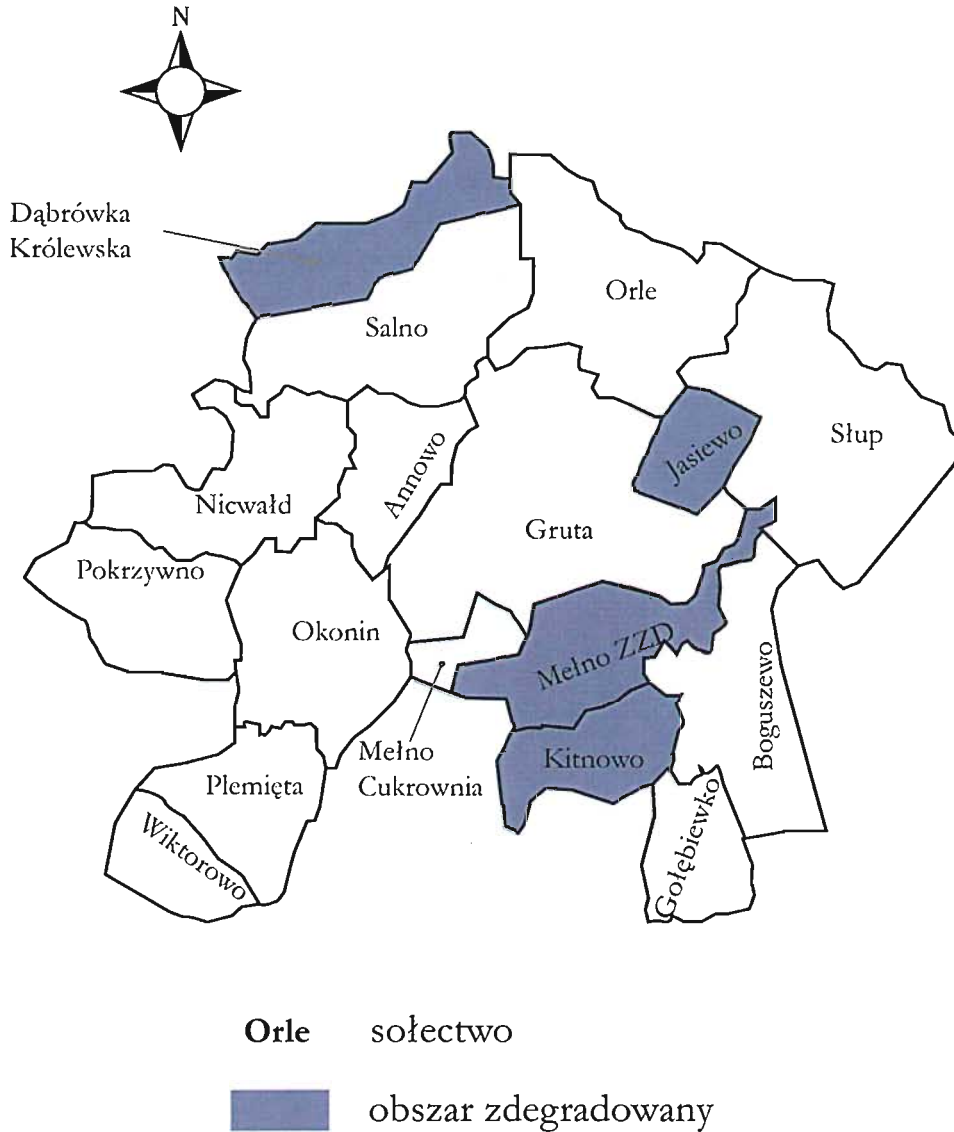 N
Dąbrówka
Królewska
Orle
Salno
Słup
Jasiewo
Annowo
Nicwałd
Gruta
Pokrzywno
Okonin
Mełno ZZD
Boguszewo
Mełno
Cukrownia
Kitnowo
Plemięta
Gołębiewko
Wiktorowo
Orle sołectwo
obszar zdegradowany